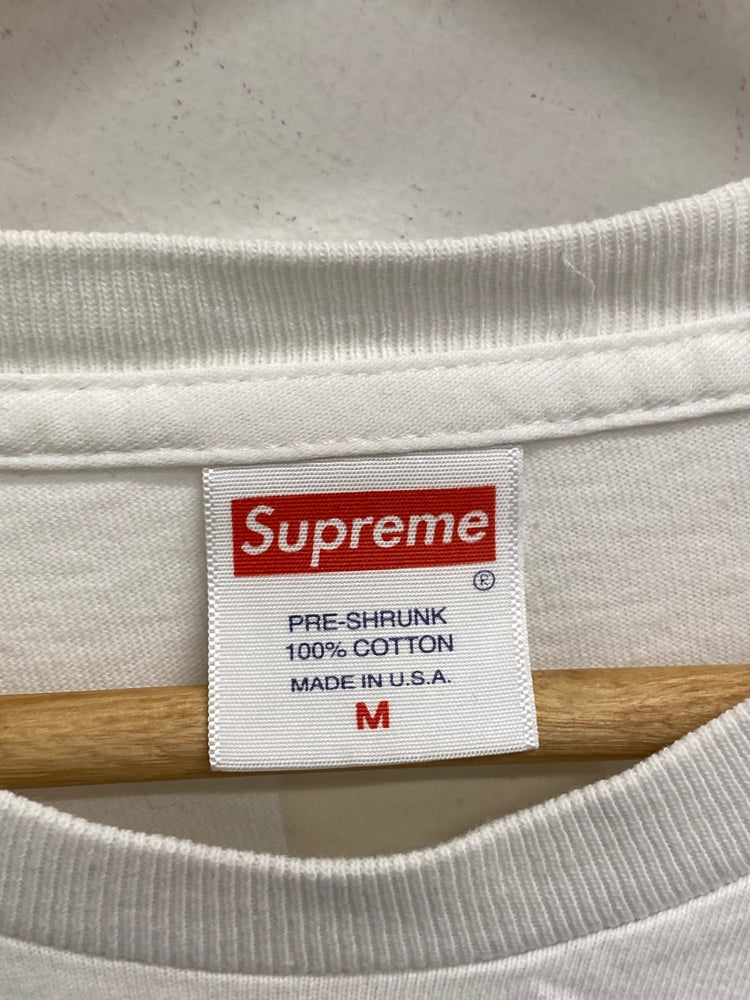 Supreme
®
PRE-SHRUNK
100% COTTON
MADE IN U.S.A.
M